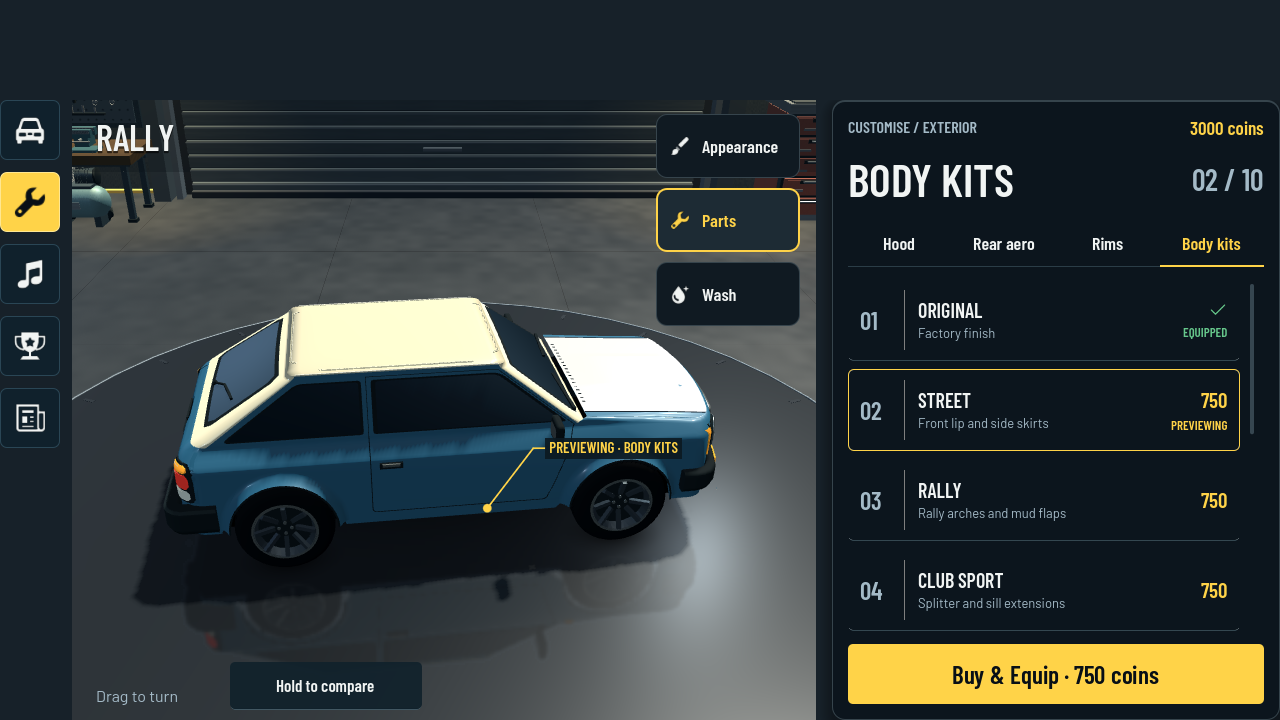 RALLY
Appearance
Parts
Wash
PREVIEWING · BODY KITS
Drag to turn
Hold to compare
CUSTOMISE / EXTERIOR
3000 coins
BODY KITS
02 / 10
Hood
Rear aero
Rims
Body kits
01
ORIGINAL
Factory finish
EQUIPPED
02
STREET
Front lip and side skirts
750
PREVIEWING
03
RALLY
Rally arches and mud flaps
750
04
CLUB SPORT
Splitter and sill extensions
750
Buy & Equip · 750 coins